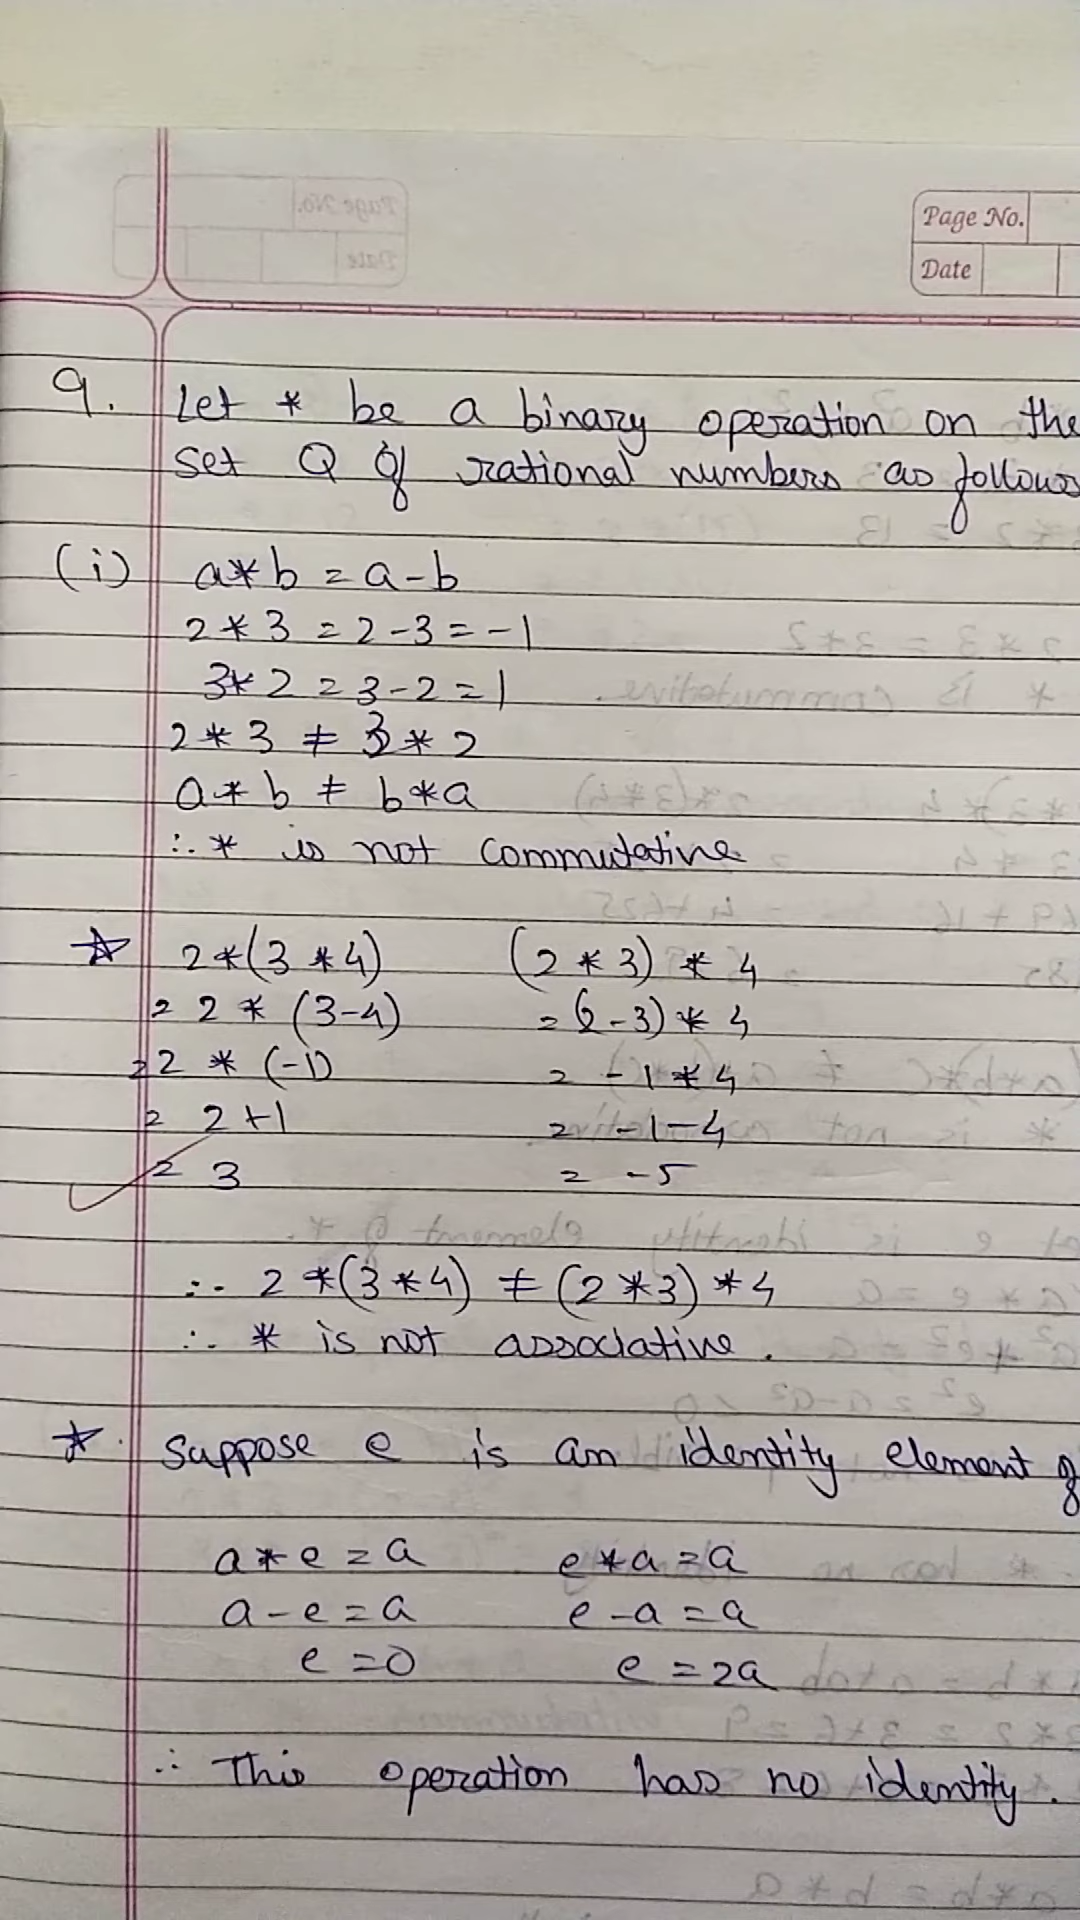 Page No.
Date
9. Let * be a binary operation on the
set Q of rational numbers as follows
(i) a*b = a-b
2*3 = 2-3 = -1
3*2 = 3-2 = 1
2*3 ≠ 3*2
a*b ≠ b*a
∴ * is not commutative.
☆ 2*(3*4) (2*3)*4
= 2*(3-4) = (2-3)*4
= 2*(-1) = -1*4
= 2+1 = -1-4
= 3 = -5
∴ 2*(3*4) ≠ (2*3)*4
∴ * is not associative.
☆. Suppose e is an identity element of
a*e = a e*a = a
a-e = a e-a = a
e = 0 e = 2a
∴ This operation has no identity.